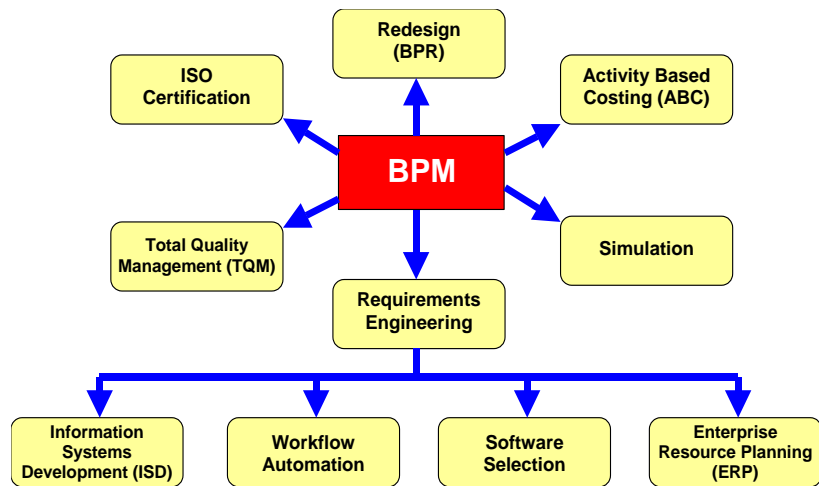 Redesign
(BPR)
ISO
Certification
Activity Based
Costing (ABC)
BPM
Total Quality
Management (TQM)
Simulation
Requirements
Engineering
Information
Systems
Development (ISD)
Workflow
Automation
Software
Selection
Enterprise
Resource Planning
(ERP)